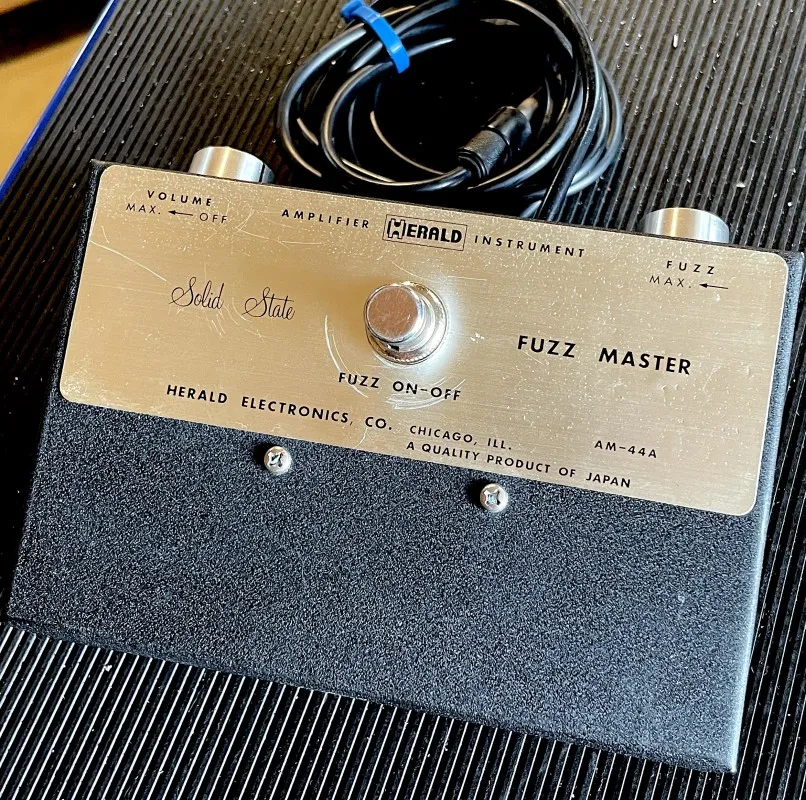 VOLUME
MAX. ← OFF
AMPLIFIER HERALD INSTRUMENT
FUZZ
MAX. ←
Solid State
FUZZ MASTER
FUZZ ON-OFF
HERALD ELECTRONICS, CO. CHICAGO, ILL.
AM-44A
A QUALITY PRODUCT OF JAPAN